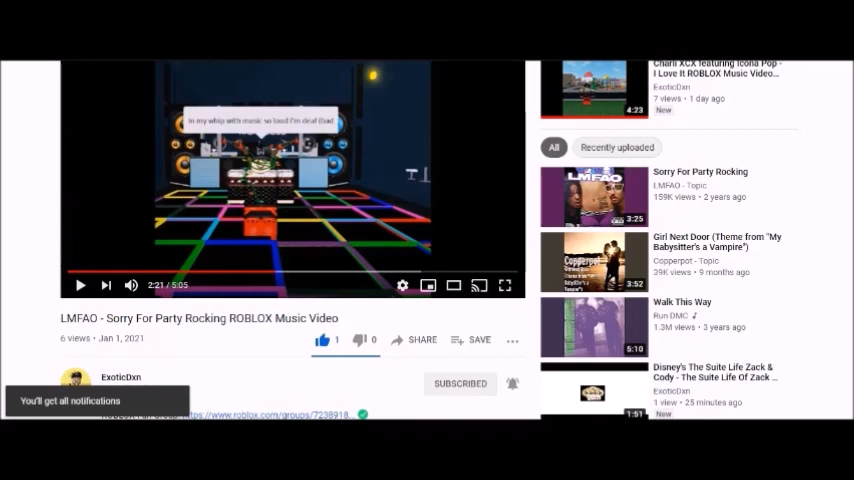 In my whip with music so loud I'm deaf (bad
2:21 / 5:05
LMFAO - Sorry For Party Rocking ROBLOX Music Video
6 views • Jan 1, 2021
1
0
SHARE
SAVE
ExoticDxn
SUBSCRIBED
You'll get all notifications
https://www.roblox.com/groups/7238918...
Charli XCX featuring Icona Pop -
I Love It ROBLOX Music Video...
ExoticDxn
7 views • 1 day ago
New
4:23
All
Recently uploaded
LMFAO
3:25
Sorry For Party Rocking
LMFAO - Topic
159K views • 2 years ago
Copperpot
3:52
Girl Next Door (Theme from "My
Babysitter's a Vampire")
Copperpot - Topic
39K views • 9 months ago
5:10
Walk This Way
Run DMC
1.3M views • 3 years ago
1:51
Disney's The Suite Life Zack &
Cody - The Suite Life Of Zack ...
ExoticDxn
1 view • 25 minutes ago
New